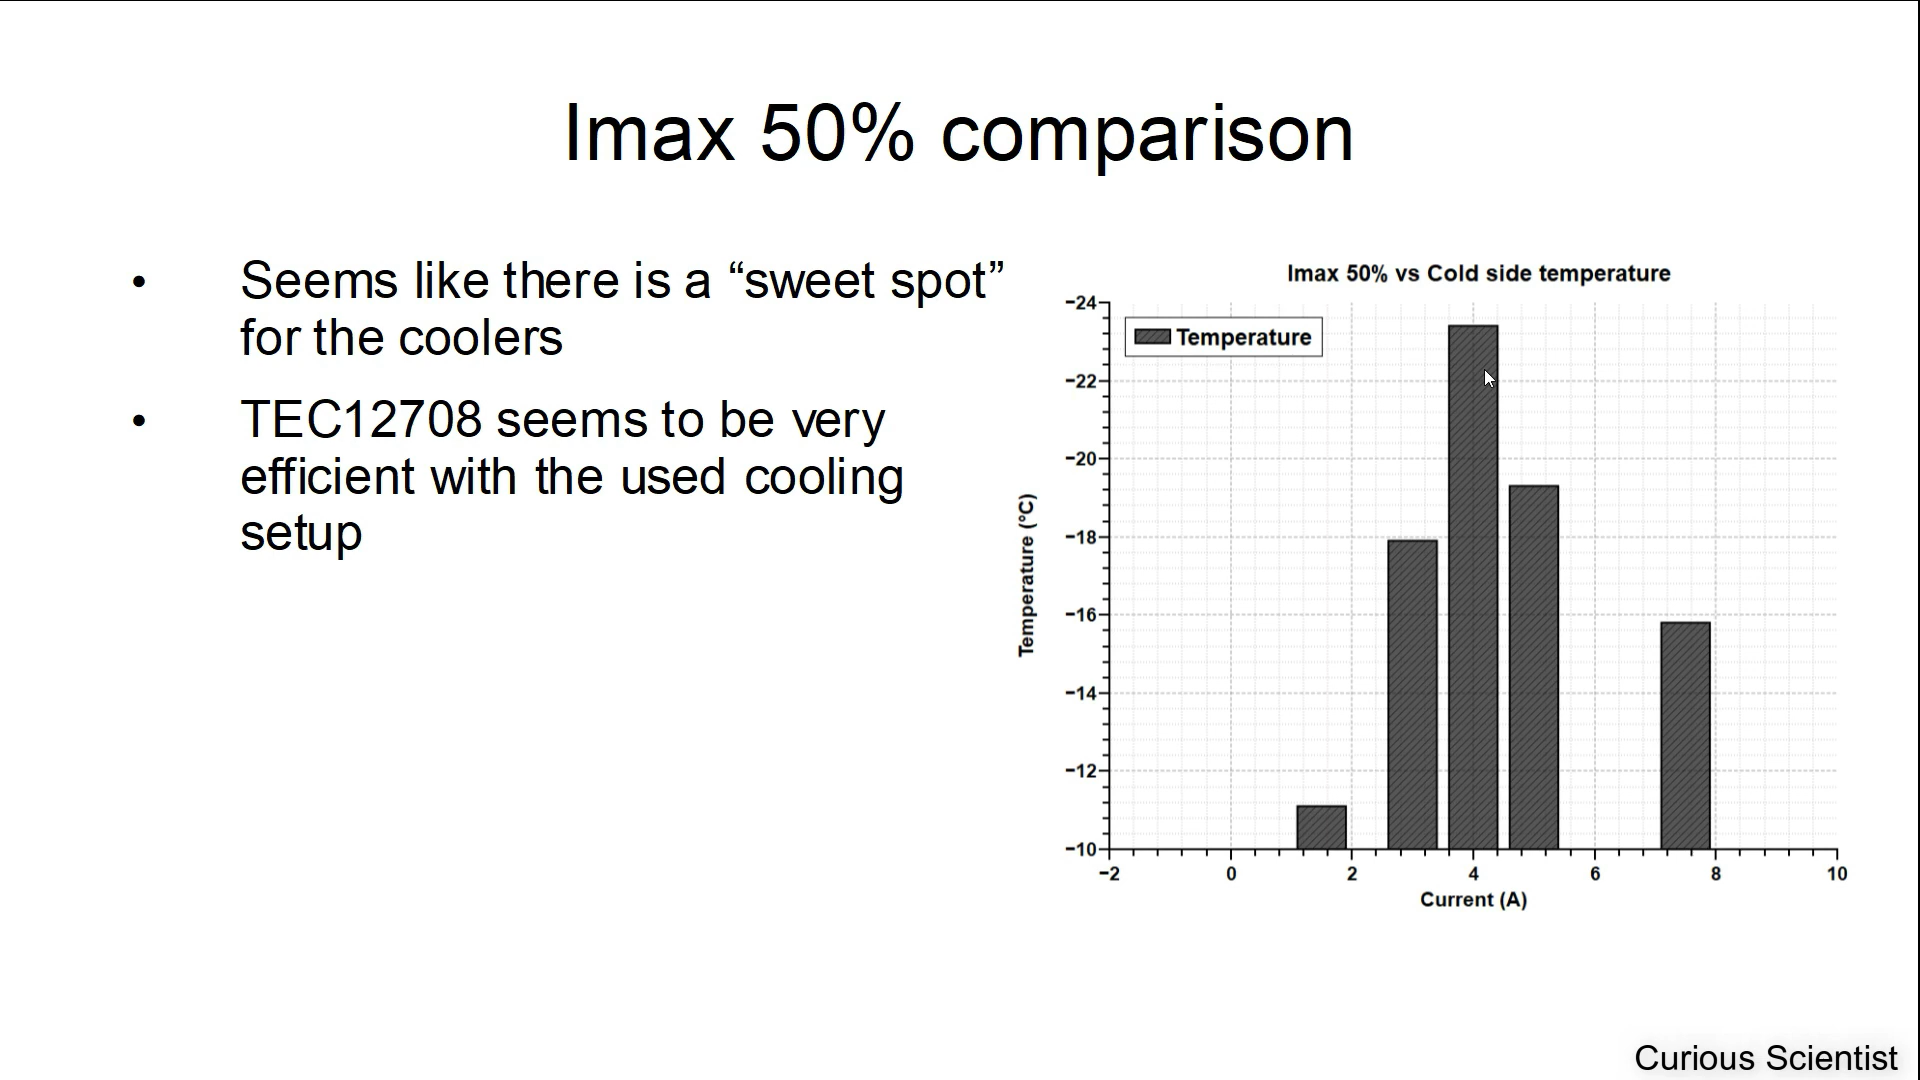 Imax 50% comparison
• Seems like there is a “sweet spot”
for the coolers
• TEC12708 seems to be very
efficient with the used cooling
setup
Imax 50% vs Cold side temperature
Temperature
−24
−22
−20
−18
−16
−14
−12
−10
Temperature (°C)
−2 0 2 4 6 8 10
Current (A)
Curious Scientist